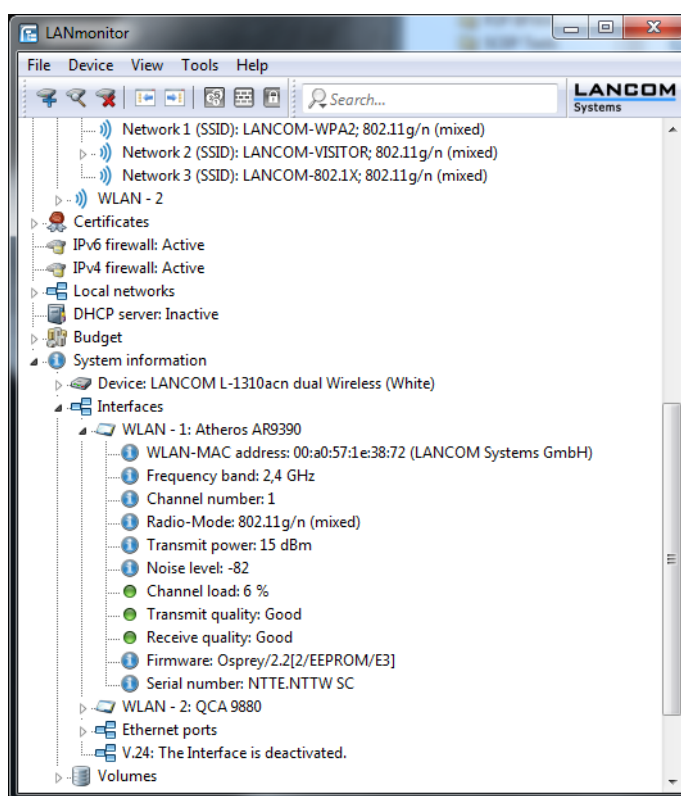 LANmonitor
File Device View Tools Help
Search...
LANCOM
Systems
Network 1 (SSID): LANCOM-WPA2; 802.11g/n (mixed)
Network 2 (SSID): LANCOM-VISITOR; 802.11g/n (mixed)
Network 3 (SSID): LANCOM-802.1X; 802.11g/n (mixed)
WLAN - 2
Certificates
IPv6 firewall: Active
IPv4 firewall: Active
Local networks
DHCP server: Inactive
Budget
System information
Device: LANCOM L-1310acn dual Wireless (White)
Interfaces
WLAN - 1: Atheros AR9390
WLAN-MAC address: 00:a0:57:1e:38:72 (LANCOM Systems GmbH)
Frequency band: 2,4 GHz
Channel number: 1
Radio-Mode: 802.11g/n (mixed)
Transmit power: 15 dBm
Noise level: -82
Channel load: 6 %
Transmit quality: Good
Receive quality: Good
Firmware: Osprey/2.2[2/EEPROM/E3]
Serial number: NTTE.NTTW SC
WLAN - 2: QCA 9880
Ethernet ports
V.24: The Interface is deactivated.
Volumes